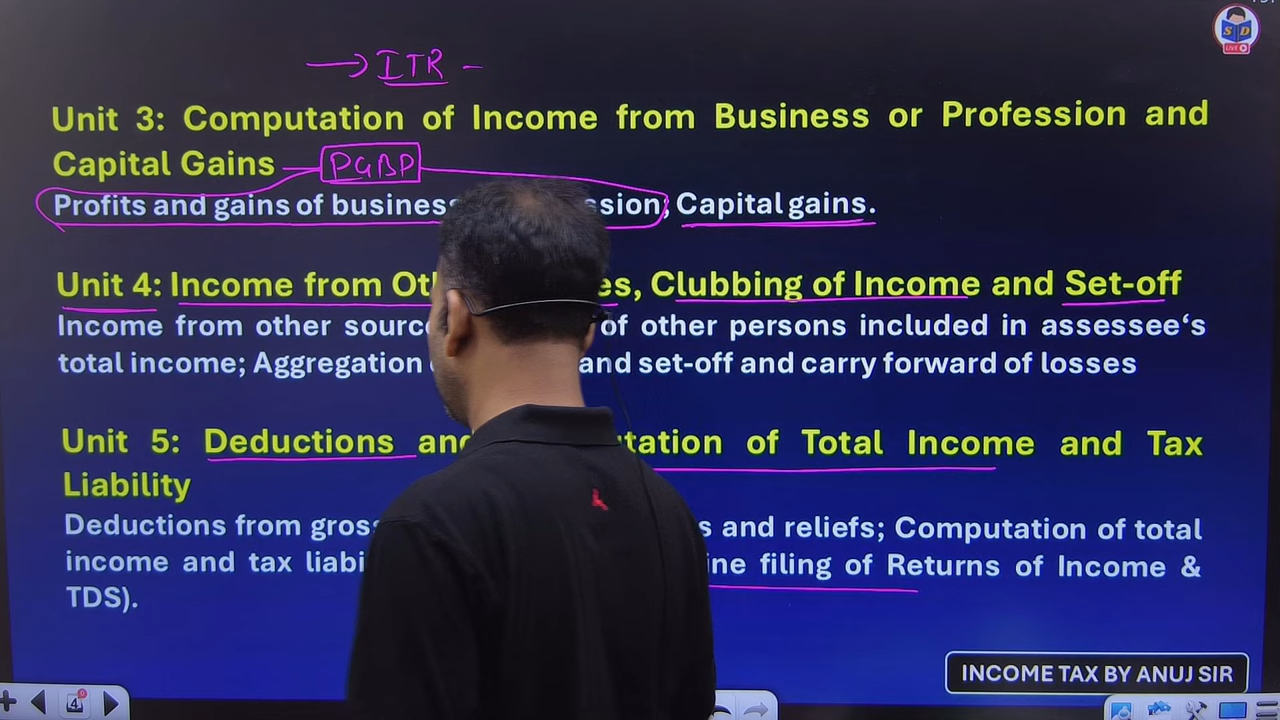 → ITR -
Unit 3: Computation of Income from Business or Profession and
Capital Gains PGBP
Profits and gains of business sion; Capital gains.
Unit 4: Income from Ot es, Clubbing of Income and Set-off
Income from other sourc of other persons included in assessee‘s
total income; Aggregation and set-off and carry forward of losses
Unit 5: Deductions and tation of Total Income and Tax
Liability
Deductions from gros s and reliefs; Computation of total
income and tax liabi ine filing of Returns of Income &
TDS).
INCOME TAX BY ANUJ SIR
S D
LIVE
4